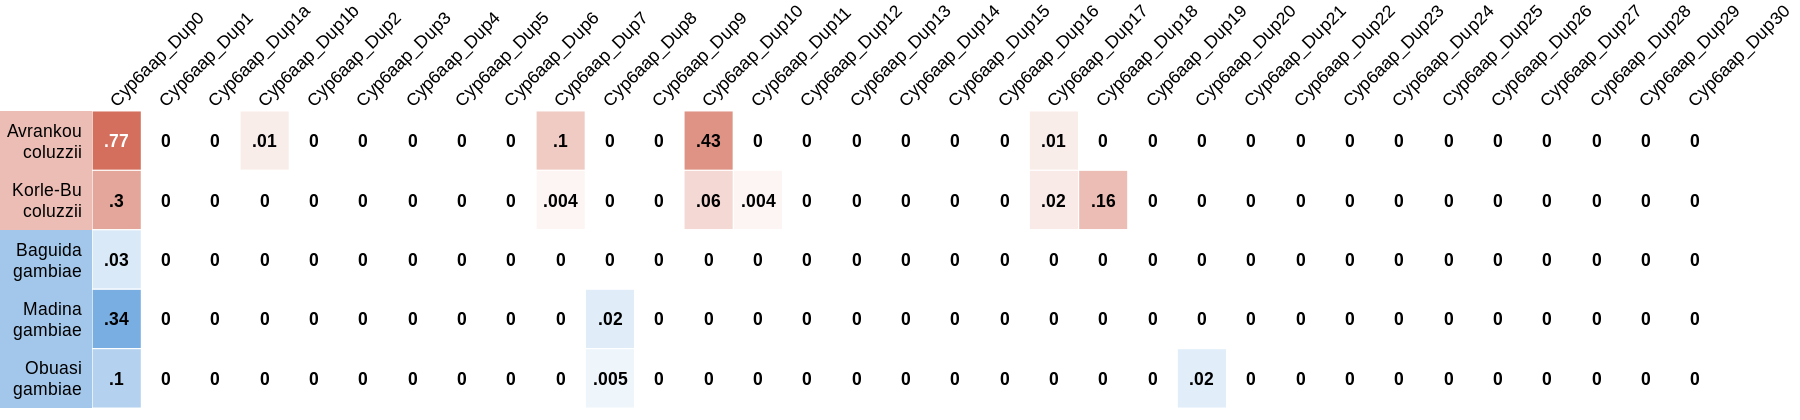 Cyp6aap_Dup0 Cyp6aap_Dup1 Cyp6aap_Dup1a Cyp6aap_Dup1b Cyp6aap_Dup2 Cyp6aap_Dup3 Cyp6aap_Dup4 Cyp6aap_Dup5 Cyp6aap_Dup6 Cyp6aap_Dup7 Cyp6aap_Dup8 Cyp6aap_Dup9 Cyp6aap_Dup10 Cyp6aap_Dup11 Cyp6aap_Dup12 Cyp6aap_Dup13 Cyp6aap_Dup14 Cyp6aap_Dup15 Cyp6aap_Dup16 Cyp6aap_Dup17 Cyp6aap_Dup18 Cyp6aap_Dup19 Cyp6aap_Dup20 Cyp6aap_Dup21 Cyp6aap_Dup22 Cyp6aap_Dup23 Cyp6aap_Dup24 Cyp6aap_Dup25 Cyp6aap_Dup26 Cyp6aap_Dup27 Cyp6aap_Dup28 Cyp6aap_Dup29 Cyp6aap_Dup30
Avrankou
coluzzii
.77 0 0 .01 0 0 0 0 0 .1 0 0 .43 0 0 0 0 0 0 .01 0 0 0 0 0 0 0 0 0 0 0 0 0
Korle-Bu
coluzzii
.3 0 0 0 0 0 0 0 0 .004 0 0 .06 .004 0 0 0 0 0 .02 .16 0 0 0 0 0 0 0 0 0 0 0 0
Baguida
gambiae
.03 0 0 0 0 0 0 0 0 0 0 0 0 0 0 0 0 0 0 0 0 0 0 0 0 0 0 0 0 0 0 0 0
Madina
gambiae
.34 0 0 0 0 0 0 0 0 0 .02 0 0 0 0 0 0 0 0 0 0 0 0 0 0 0 0 0 0 0 0 0 0
Obuasi
gambiae
.1 0 0 0 0 0 0 0 0 0 .005 0 0 0 0 0 0 0 0 0 0 0 .02 0 0 0 0 0 0 0 0 0 0